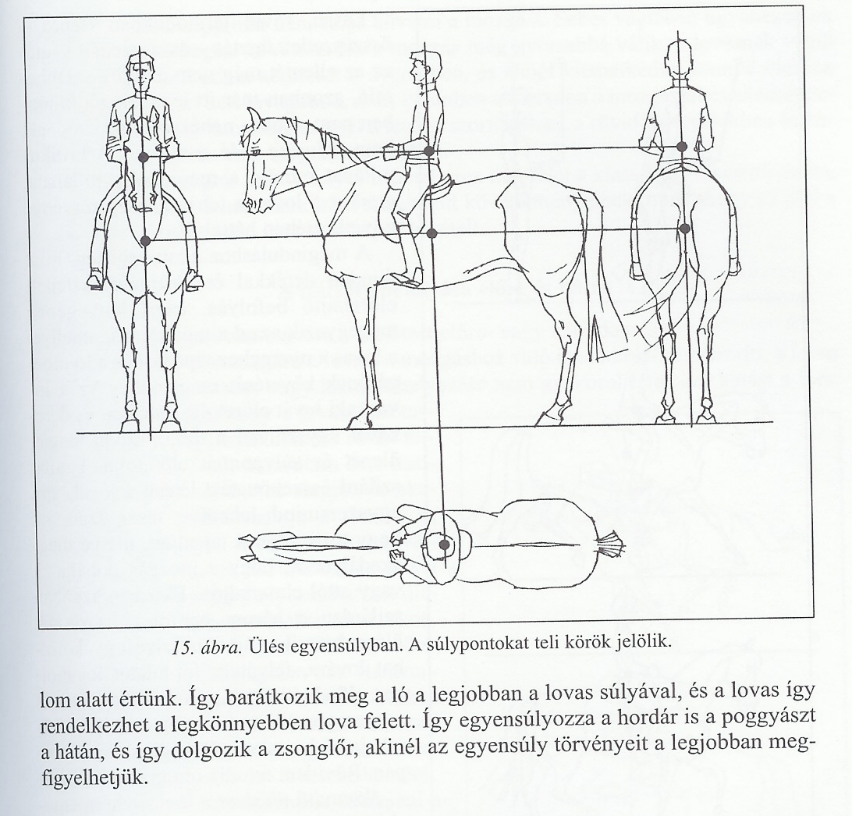 15. ábra. Ülés egyensúlyban. A súlypontokat teli körök jelölik.
lom alatt értünk. Így barátkozik meg a ló a legjobban a lovas súlyával, és a lovas így
rendelkezhet a legkönnyebben lova felett. Így egyensúlyozza a hordár is a poggyászt
a hátán, és így dolgozik a zsonglőr, akinél az egyensúly törvényeit a legjobban meg-
figyelhetjük.